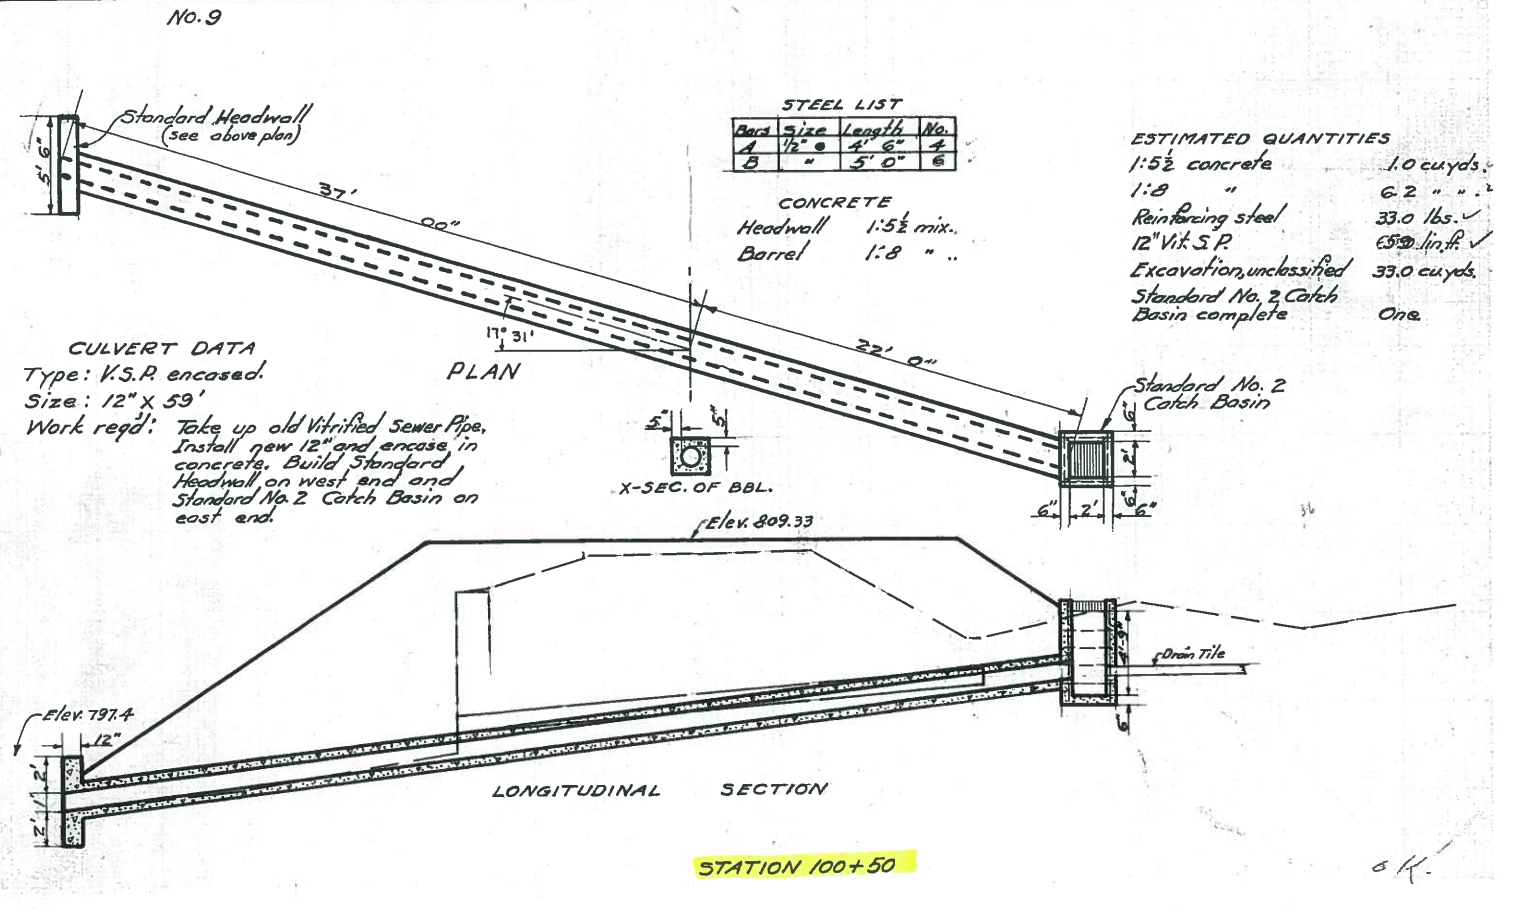 No. 9
Standard Headwall
(see above plan)
5' 6"
37'
00"
17° 31'
PLAN
22' 0"
STEEL LIST
Bars Size Length No.
A 1/2" ● 4' 6" 4
B " 5' 0" 6
CONCRETE
Headwall 1:5½ mix..
Barrel 1:8 " ..
ESTIMATED QUANTITIES
1:5½ concrete 1.0 cu.yds.
1:8 " 6.2 " " .
Reinforcing steel 33.0 lbs. ✓
12" Vit. S.P. lin.ft. ✓
Excavation, unclassified 33.0 cu.yds.
Standard No. 2 Catch
Basin complete One
CULVERT DATA
Type: V.S.P. encased.
Size: 12" X 59'
Work reqd': Take up old Vitrified Sewer Pipe,
Install new 12" and encase in
concrete. Build Standard
Headwall on west end and
Standard No. 2 Catch Basin on
east end.
5" 5"
X-SEC. OF BBL.
Standard No. 2
Catch Basin
6"
2'
6"
6" 2' 6"
36
Elev. 809.33
4'-9"
Drain Tile
6"
Elev. 797.4
12"
2'
1'
2'
LONGITUDINAL SECTION
STATION 100+50
O K.